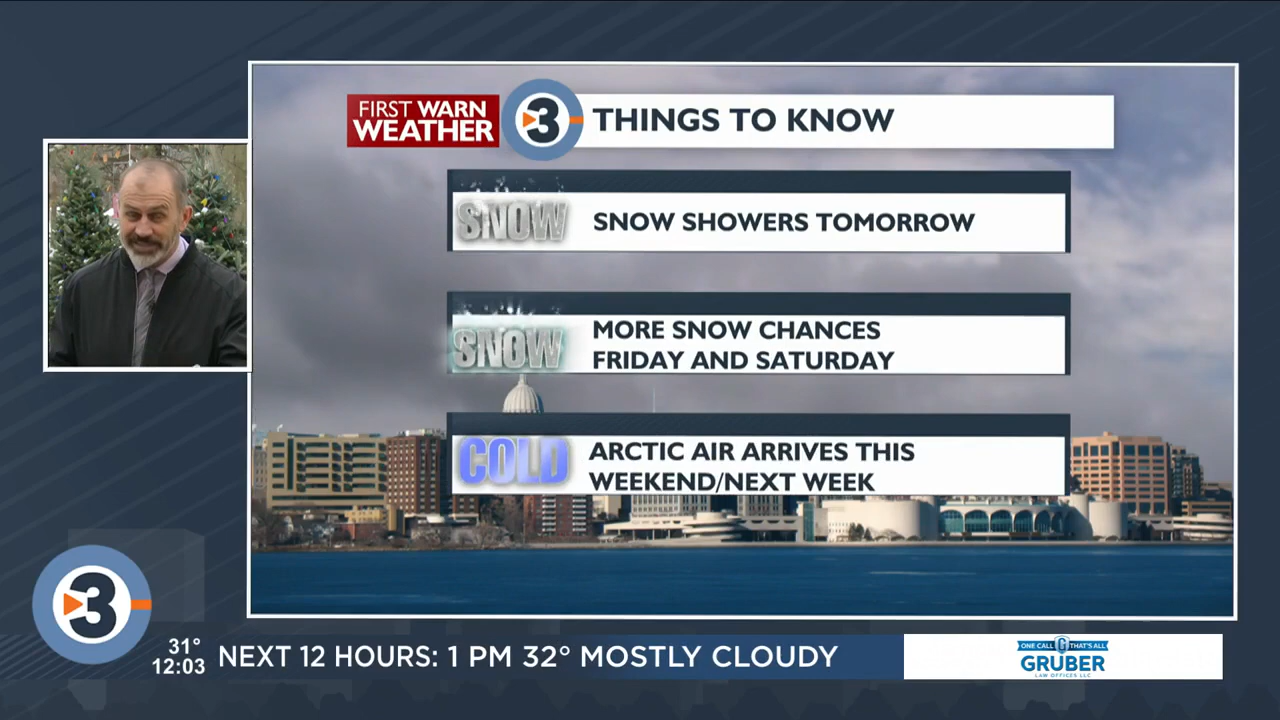 FIRST WARN
WEATHER
3
THINGS TO KNOW
SNOW
SNOW SHOWERS TOMORROW
SNOW
MORE SNOW CHANCES
FRIDAY AND SATURDAY
COLD
ARCTIC AIR ARRIVES THIS
WEEKEND/NEXT WEEK
3
31°
12:03
NEXT 12 HOURS: 1 PM 32° MOSTLY CLOUDY
ONE CALL G THAT'S ALL
GRUBER
LAW OFFICES LLC